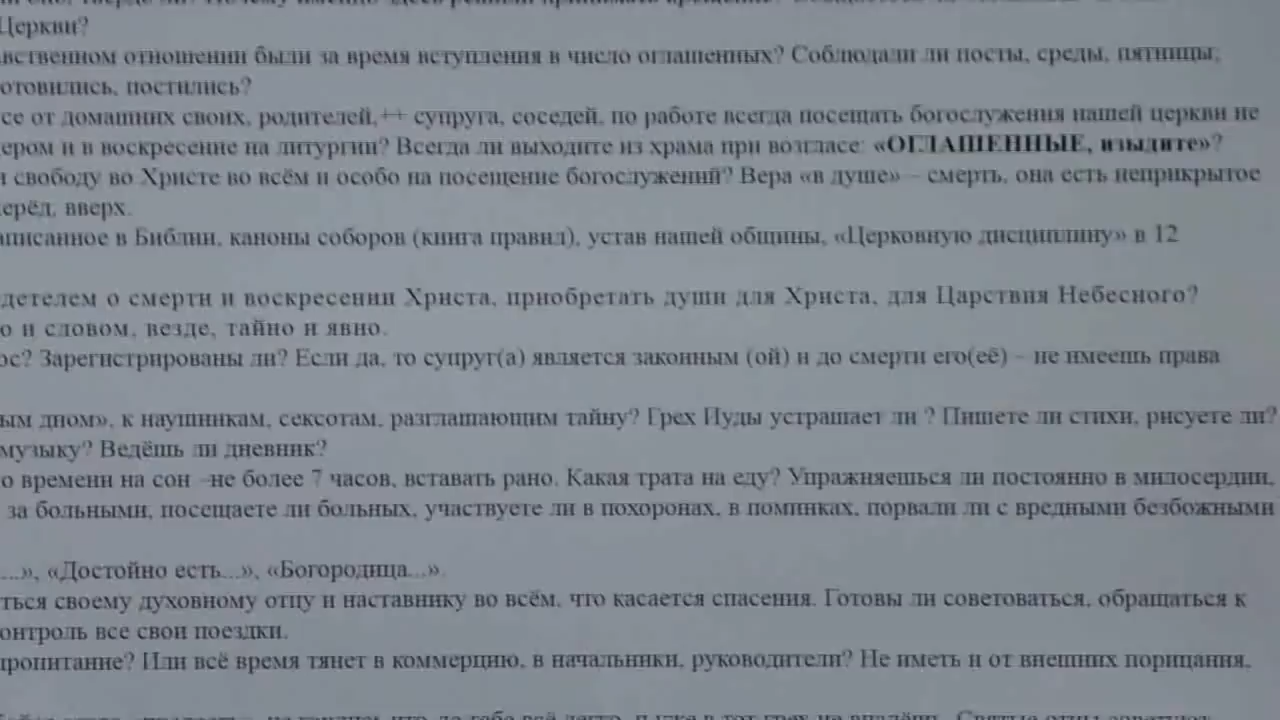 Церкви?
вственном отношении были за время вступления в число оглашенных? Соблюдали ли посты, среды, пятницы,
отовились, постились?
се от домашних своих, родителей,++ супруга, соседей, по работе всегда посещать богослужения нашей церкви не
ером и в воскресение на литургии? Всегда ли выходите из храма при возгласе: «ОГЛАШЕННЫЕ, изыдите»?
и свободу во Христе во всём и особо на посещение богослужений? Вера «в душе» – смерть, она есть неприкрытое
ерёд, вверх.
аписанное в Библии, каноны соборов (книга правил), устав нашей общины, «Церковную дисциплину» в 12
детелем о смерти и воскресении Христа, приобретать души для Христа, для Царствия Небесного?
о и словом, везде, тайно и явно.
ос? Зарегистрированы ли? Если да, то супруг(а) является законным (ой) и до смерти его(её) – не имеешь права
ым дном», к наушникам, сексотам, разглашающим тайну? Грех Иуды устрашает ли ? Пишете ли стихи, рисуете ли?
музыку? Ведёшь ли дневник?
о времени на сон –не более 7 часов, вставать рано. Какая трата на еду? Упражняешься ли постоянно в милосердии,
за больными, посещаете ли больных, участвуете ли в похоронах, в поминках, порвали ли с вредными безбожными
...», «Достойно есть...», «Богородица...».
ться своему духовному отцу и наставнику во всём, что касается спасения. Готовы ли советоваться, обращаться к
онтроль все свои поездки.
пропитание? Или всё время тянет в коммерцию, в начальники, руководители? Не иметь и от внешних порицания,